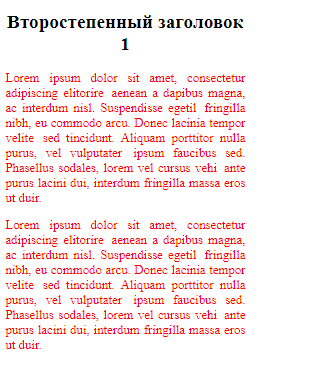 Второстепенный заголовок
1
Lorem ipsum dolor sit amet, consectetur
adipiscing elitorire aenean a dapibus magna,
ac interdum nisl. Suspendisse egetil fringilla
nibh, eu commodo arcu. Donec lacinia tempor
velite sed tincidunt. Aliquam porttitor nulla
purus, vel vulputater ipsum faucibus sed.
Phasellus sodales, lorem vel cursus vehi ante
purus lacini dui, interdum fringilla massa eros
ut duir.
Lorem ipsum dolor sit amet, consectetur
adipiscing elitorire aenean a dapibus magna,
ac interdum nisl. Suspendisse egetil fringilla
nibh, eu commodo arcu. Donec lacinia tempor
velite sed tincidunt. Aliquam porttitor nulla
purus, vel vulputater ipsum faucibus sed.
Phasellus sodales, lorem vel cursus vehi ante
purus lacini dui, interdum fringilla massa eros
ut duir.